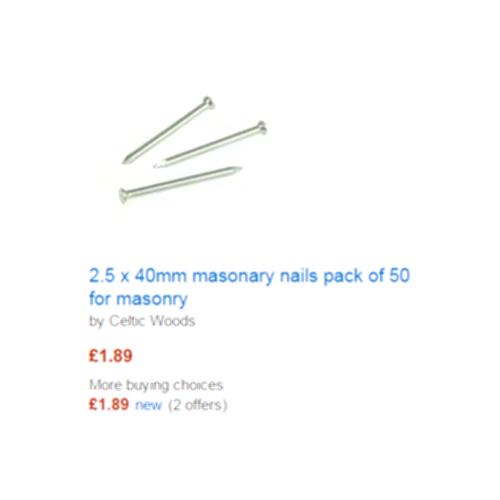 2.5 x 40mm masonary nails pack of 50
for masonry
by Celtic Woods
£1.89
More buying choices
£1.89 new (2 offers)